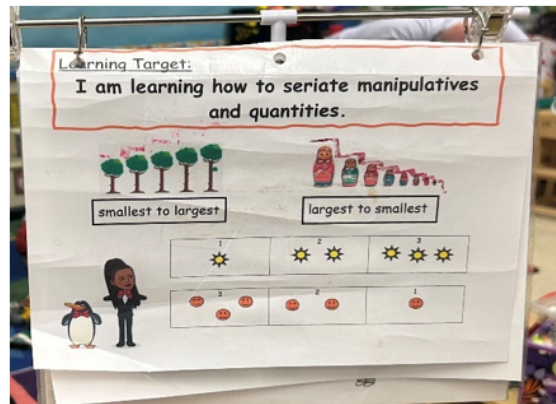 Learning Target:
I am learning how to seriate manipulatives
and quantities.
smallest to largest
largest to smallest
1 2 3
3 2 1